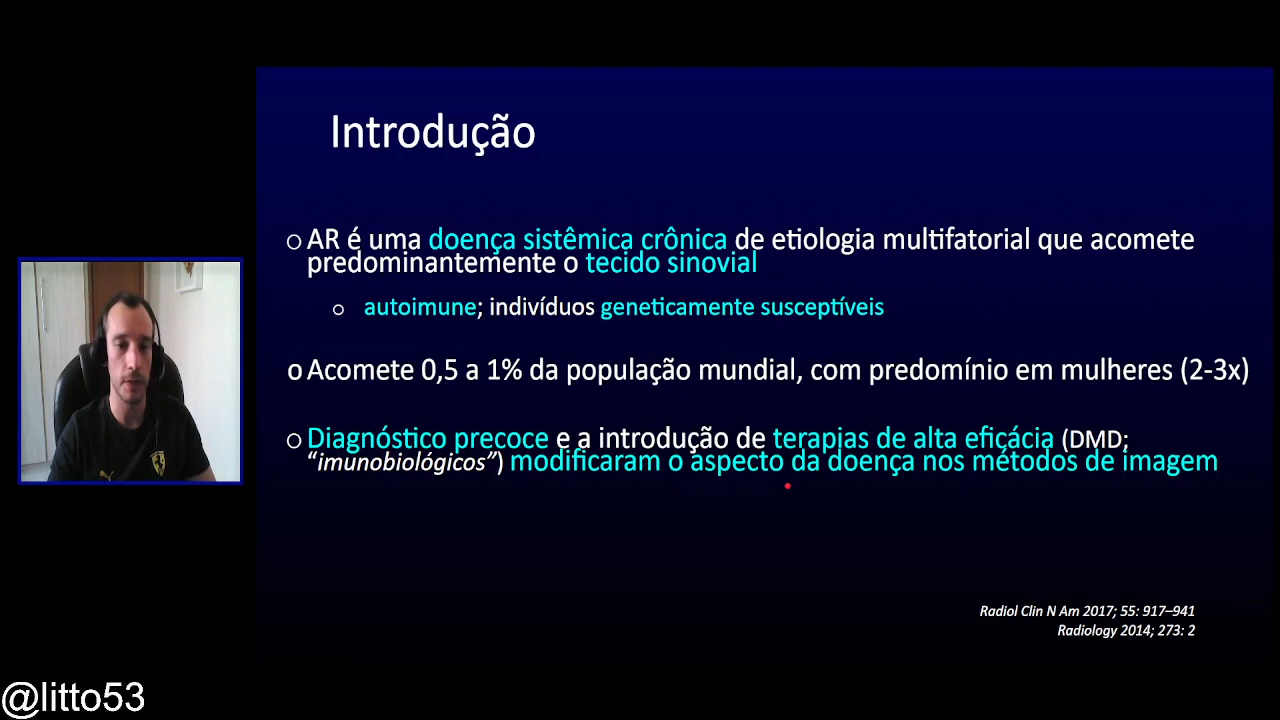 Introdução
○ AR é uma doença sistêmica crônica de etiologia multifatorial que acomete
predominantemente o tecido sinovial
○ autoimune; indivíduos geneticamente susceptíveis
○ Acomete 0,5 a 1% da população mundial, com predomínio em mulheres (2-3x)
○ Diagnóstico precoce e a introdução de terapias de alta eficácia (DMD;
“imunobiológicos”) modificaram o aspecto da doença nos métodos de imagem
Radiol Clin N Am 2017; 55: 917–941
Radiology 2014; 273: 2
@litto53